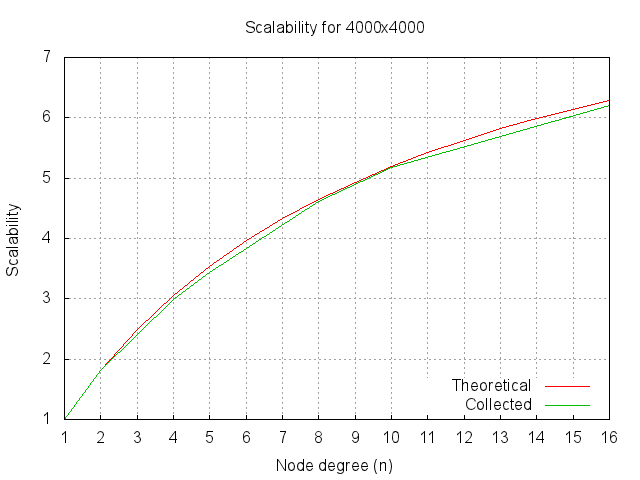 Scalability for 4000x4000
7
6
5
4
3
2
1
Scalability
Theoretical
Collected
1 2 3 4 5 6 7 8 9 10 11 12 13 14 15 16
Node degree (n)